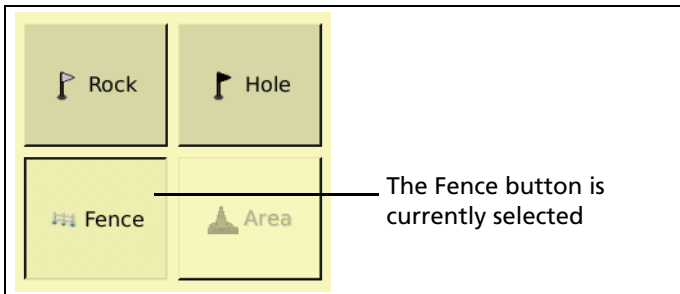 Rock
Hole
Fence
Area
The Fence button is
currently selected